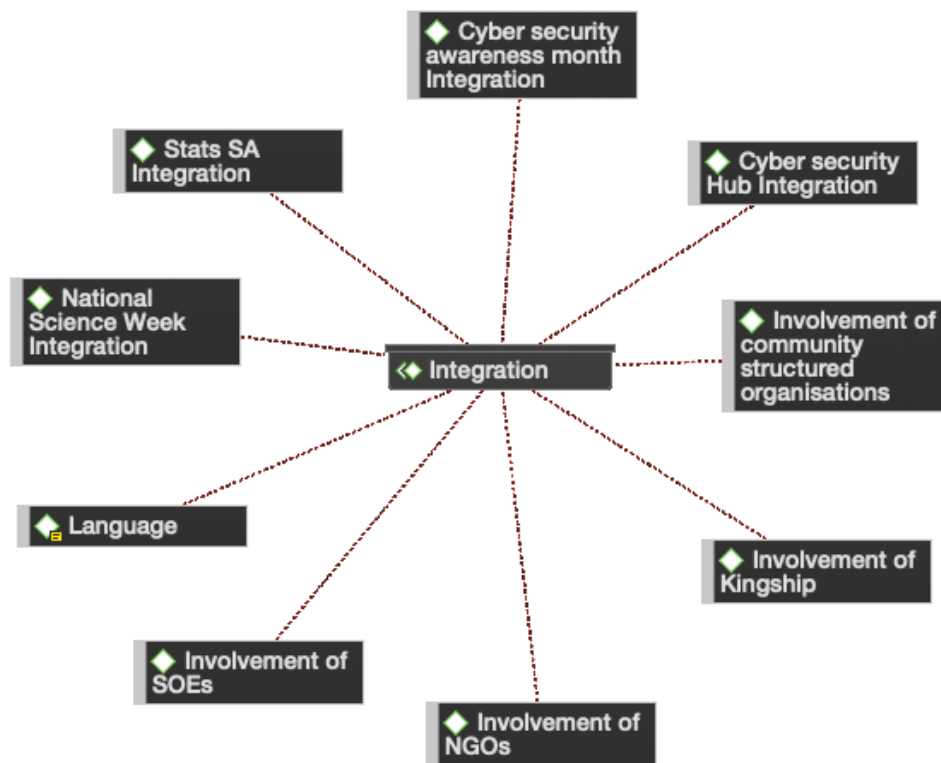 Cyber security
awareness month
Integration
Stats SA
Integration
Cyber security
Hub Integration
National
Science Week
Integration
Involvement of
community
structured
organisations
Integration
Language
Involvement of
Kingship
Involvement of
SOEs
Involvement of
NGOs